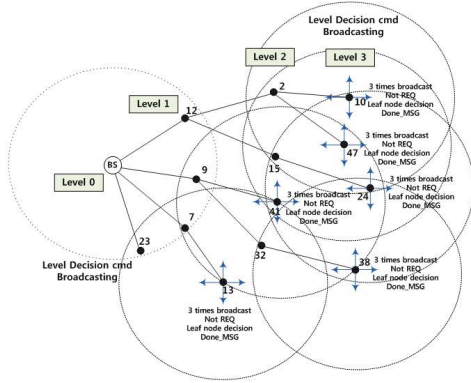 Level Decision cmd
Broadcasting
Level 2
Level 3
2
10
3 times broadcast
Not REQ
Leaf node decision
Done_MSG
Level 1
12
47
3 times broadcast
Not REQ
Leaf node decision
Done_MSG
BS
Level 0
9
15
24
3 times broadcast
Not REQ
Leaf node decision
Done_MSG
41
3 times broadcast
Not REQ
Leaf node decision
Done_MSG
7
23
32
Level Decision cmd
Broadcasting
38
3 times broadcast
Not REQ
Leaf node decision
Done_MSG
13
3 times broadcast
Not REQ
Leaf node decision
Done_MSG